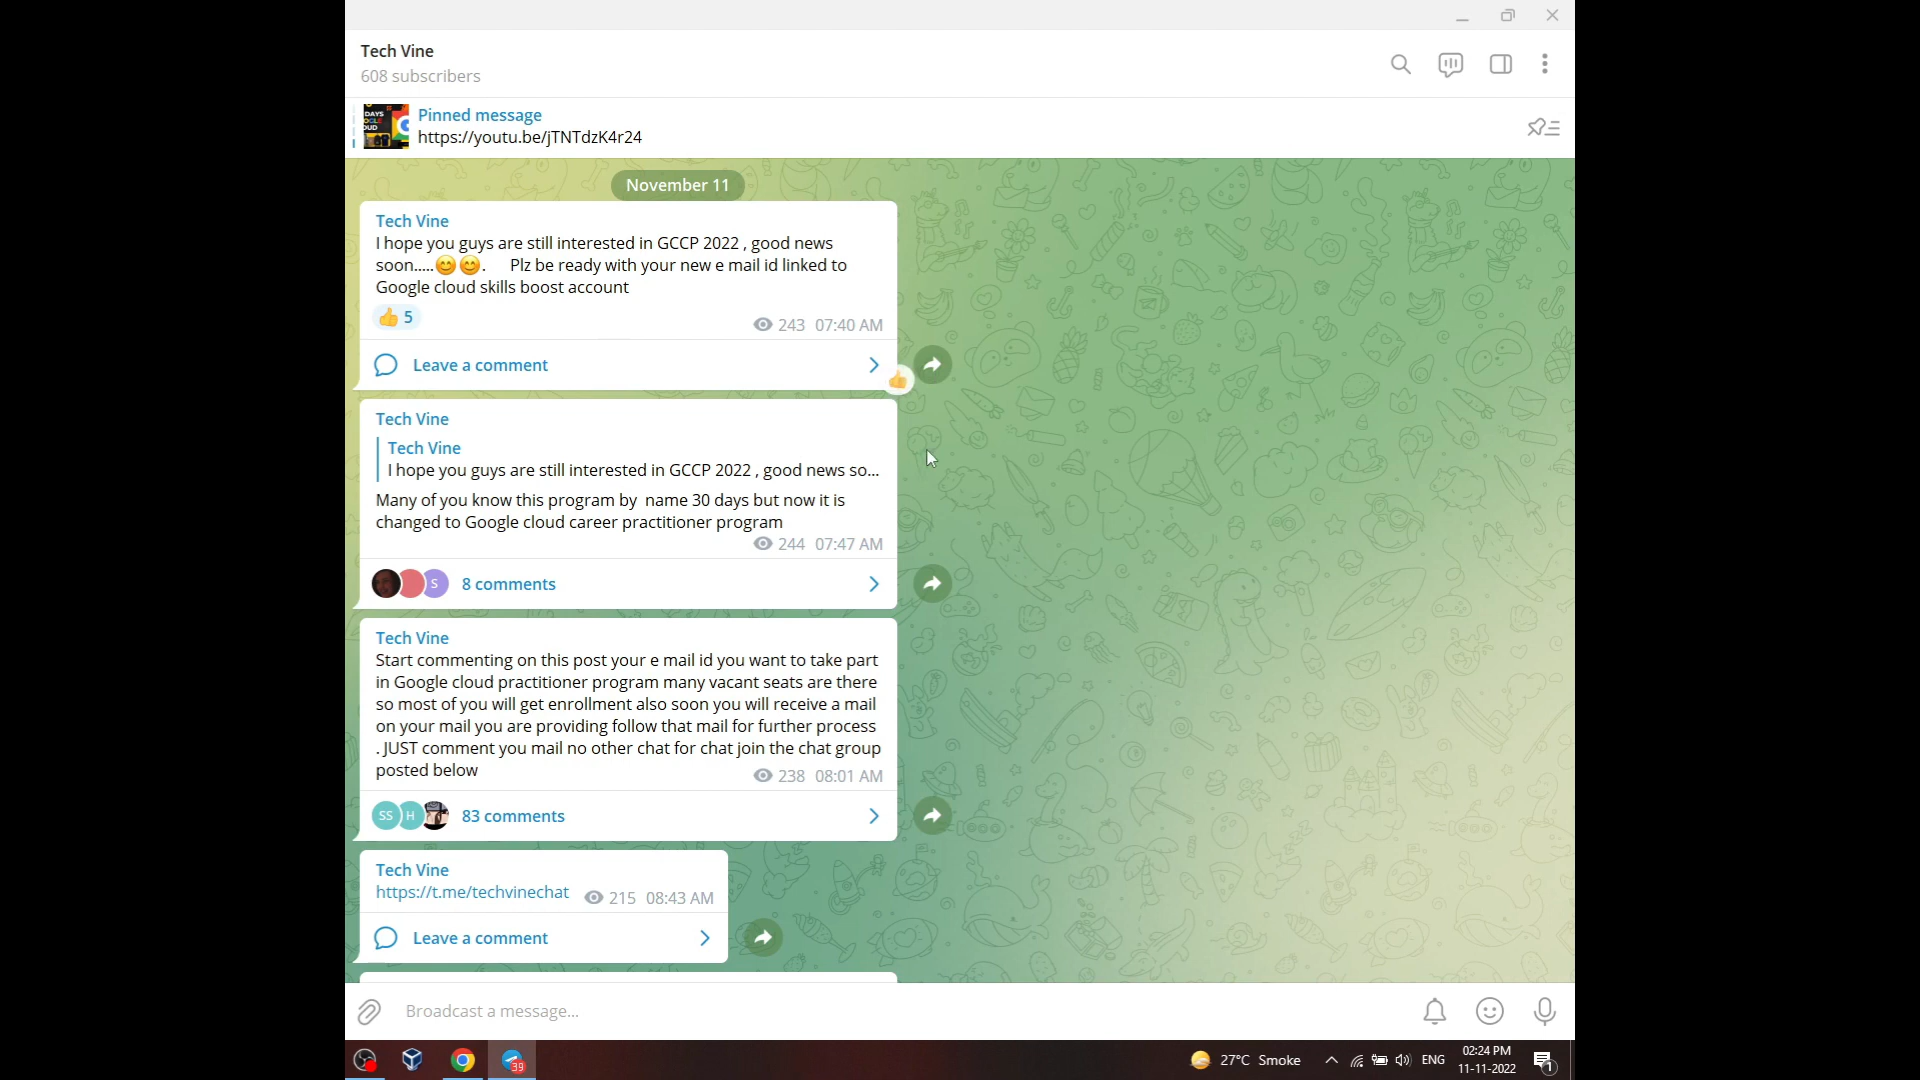 Tech Vine
608 subscribers
DAYS
Pinned message
https://youtu.be/jTNTdzK4r24
November 11
Tech Vine
I hope you guys are still interested in GCCP 2022 , good news
soon.....😊😊. Plz be ready with your new e mail id linked to
Google cloud skills boost account
👍 5
243 07:40 AM
Leave a comment
Tech Vine
Tech Vine
I hope you guys are still interested in GCCP 2022 , good news so...
Many of you know this program by name 30 days but now it is
changed to Google cloud career practitioner program
244 07:47 AM
S
8 comments
Tech Vine
Start commenting on this post your e mail id you want to take part
in Google cloud practitioner program many vacant seats are there
so most of you will get enrollment also soon you will receive a mail
on your mail you are providing follow that mail for further process
. JUST comment you mail no other chat for chat join the chat group
posted below
238 08:01 AM
SS H
83 comments
Tech Vine
https://t.me/techvinechat
215 08:43 AM
Leave a comment
Broadcast a message...
39
27°C Smoke
ENG
02:24 PM
11-11-2022
1